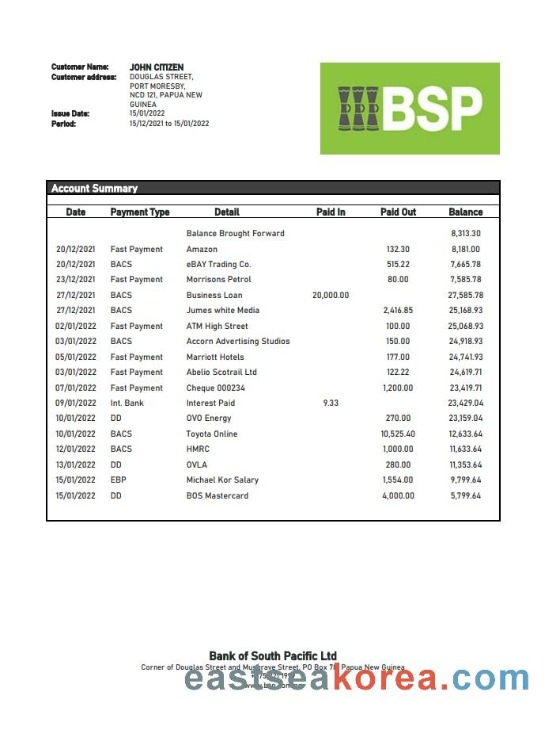 Customer Name: JOHN CITIZEN
Customer address: DOUGLAS STREET,
PORT MORESBY,
NCD 121, PAPUA NEW
GUINEA
Issue Date: 15/01/2022
Period: 15/12/2021 to 15/01/2022
BSP
Account Summary
Date Payment Type Detail Paid In Paid Out Balance
Balance Brought Forward 8,313.30
20/12/2021 Fast Payment Amazon 132.30 8,181.00
20/12/2021 BACS eBAY Trading Co. 515.22 7,665.78
23/12/2021 Fast Payment Morrisons Petrol 80.00 7,585.78
27/12/2021 BACS Business Loan 20,000.00 27,585.78
27/12/2021 BACS Jumes white Media 2,416.85 25,168.93
02/01/2022 Fast Payment ATM High Street 100.00 25,068.93
03/01/2022 BACS Accorn Advertising Studios 150.00 24,918.93
05/01/2022 Fast Payment Marriott Hotels 177.00 24,741.93
03/01/2022 Fast Payment Abelio Scotrail Ltd 122.22 24,619.71
07/01/2022 Fast Payment Cheque 000234 1,200.00 23,419.71
09/01/2022 Int. Bank Interest Paid 9.33 23,429.04
10/01/2022 DD OVO Energy 270.00 23,159.04
10/01/2022 BACS Toyota Online 10,525.40 12,633.64
12/01/2022 BACS HMRC 1,000.00 11,633.64
13/01/2022 DD OVLA 280.00 11,353.64
15/01/2022 EBP Michael Kor Salary 1,554.00 9,799.64
15/01/2022 DD BOS Mastercard 4,000.00 5,799.64
Bank of South Pacific Ltd
Corner of Douglas Street and Musgrave Street, PO Box Papua New Guinea
eastseakorea.com